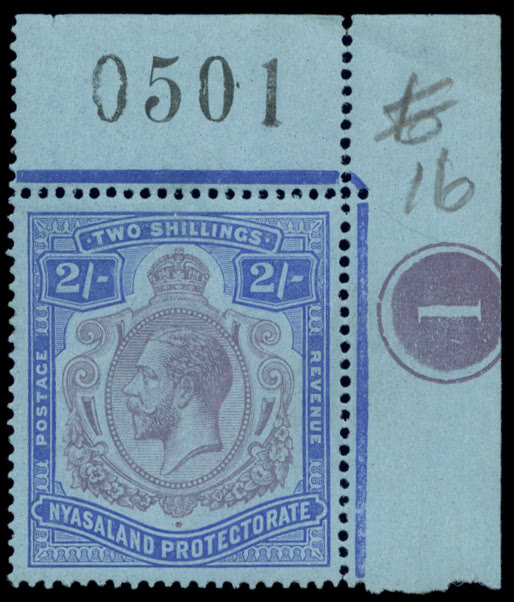 0501
16
TWO SHILLINGS
2/- 2/-
POSTAGE
REVENUE
1
NYASALAND PROTECTORATE